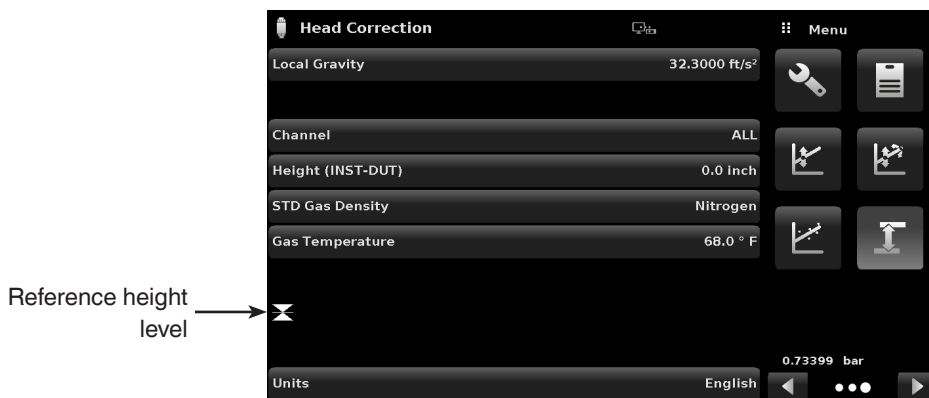 Head Correction
Menu
Local Gravity 32.3000 ft/s²
Channel ALL
Height (INST-DUT) 0.0 inch
STD Gas Density Nitrogen
Gas Temperature 68.0 ° F
Reference height
level
0.73399 bar
Units English